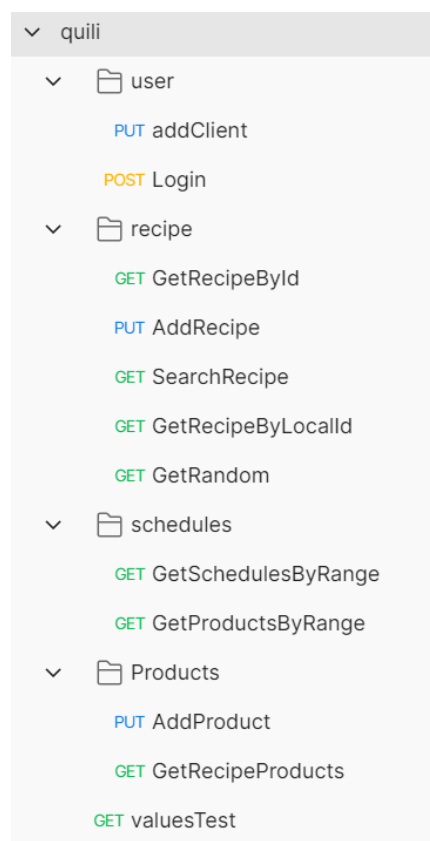 quili
user
PUT addClient
POST Login
recipe
GET GetRecipeById
PUT AddRecipe
GET SearchRecipe
GET GetRecipeByLocalId
GET GetRandom
schedules
GET GetSchedulesByRange
GET GetProductsByRange
Products
PUT AddProduct
GET GetRecipeProducts
GET valuesTest